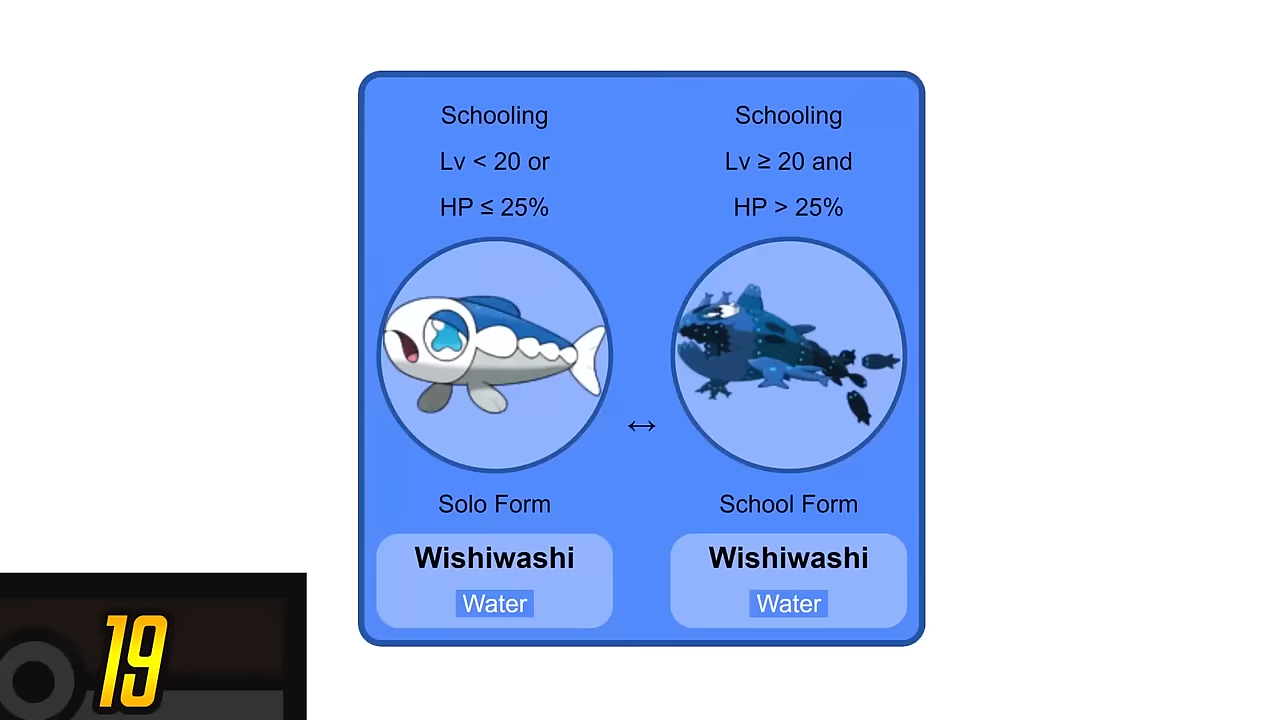 Schooling
Lv < 20 or
HP ≤ 25%
Schooling
Lv ≥ 20 and
HP > 25%
↔
Solo Form
School Form
Wishiwashi
Water
Wishiwashi
Water
19